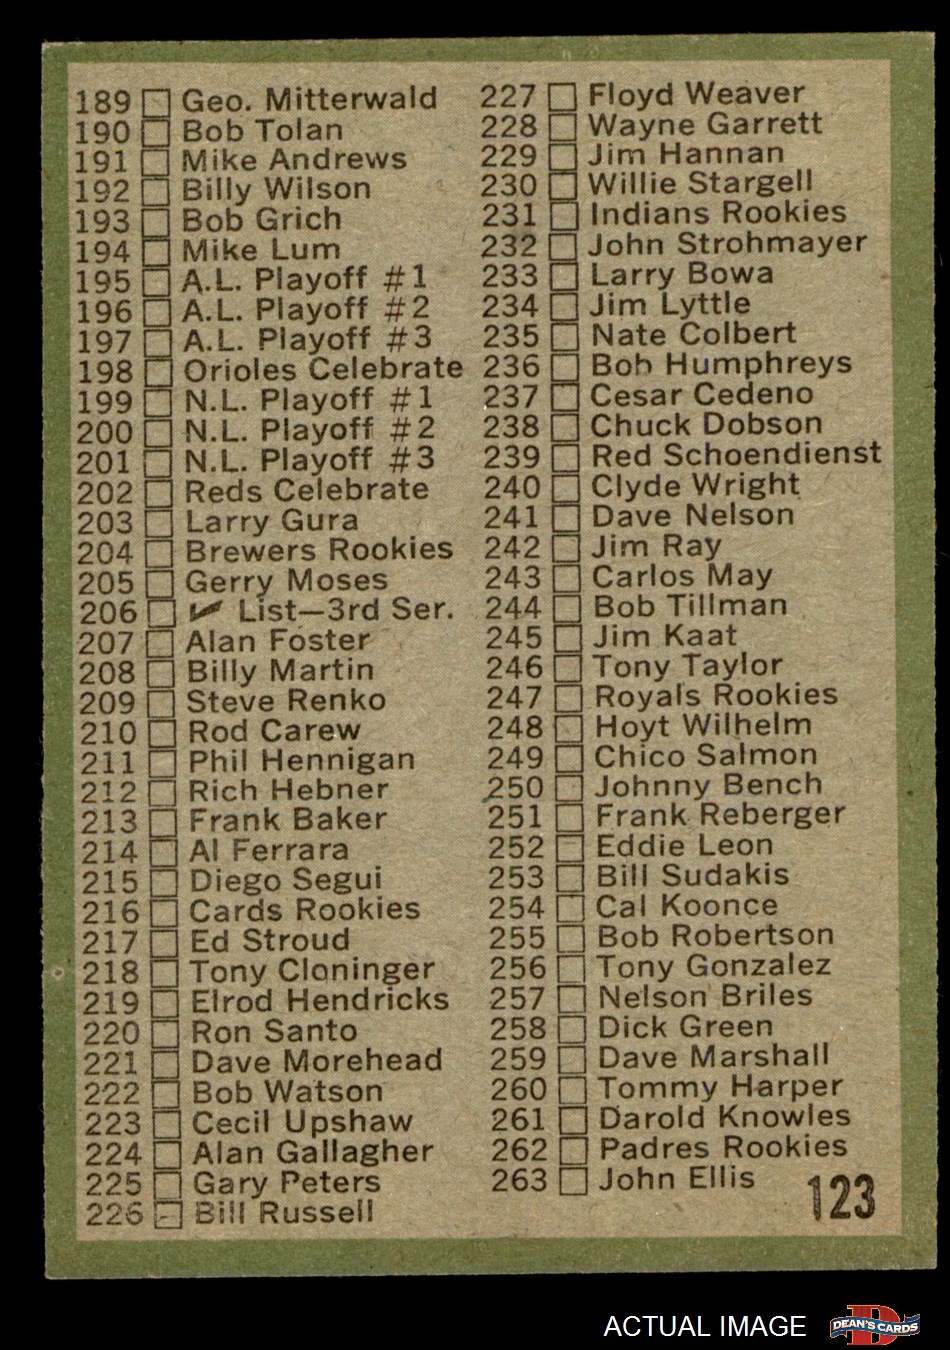 189 Geo. Mitterwald
190 Bob Tolan
191 Mike Andrews
192 Billy Wilson
193 Bob Grich
194 Mike Lum
195 A.L. Playoff #1
196 A.L. Playoff #2
197 A.L. Playoff #3
198 Orioles Celebrate
199 N.L. Playoff #1
200 N.L. Playoff #2
201 N.L. Playoff #3
202 Reds Celebrate
203 Larry Gura
204 Brewers Rookies
205 Gerry Moses
206 ✔ List—3rd Ser.
207 Alan Foster
208 Billy Martin
209 Steve Renko
210 Rod Carew
211 Phil Hennigan
212 Rich Hebner
213 Frank Baker
214 Al Ferrara
215 Diego Segui
216 Cards Rookies
217 Ed Stroud
218 Tony Cloninger
219 Elrod Hendricks
220 Ron Santo
221 Dave Morehead
222 Bob Watson
223 Cecil Upshaw
224 Alan Gallagher
225 Gary Peters
226 Bill Russell
227 Floyd Weaver
228 Wayne Garrett
229 Jim Hannan
230 Willie Stargell
231 Indians Rookies
232 John Strohmayer
233 Larry Bowa
234 Jim Lyttle
235 Nate Colbert
236 Bob Humphreys
237 Cesar Cedeno
238 Chuck Dobson
239 Red Schoendienst
240 Clyde Wright
241 Dave Nelson
242 Jim Ray
243 Carlos May
244 Bob Tillman
245 Jim Kaat
246 Tony Taylor
247 Royals Rookies
248 Hoyt Wilhelm
249 Chico Salmon
250 Johnny Bench
251 Frank Reberger
252 Eddie Leon
253 Bill Sudakis
254 Cal Koonce
255 Bob Robertson
256 Tony Gonzalez
257 Nelson Briles
258 Dick Green
259 Dave Marshall
260 Tommy Harper
261 Darold Knowles
262 Padres Rookies
263 John Ellis
123
ACTUAL IMAGE
D
DEAN'S CARDS